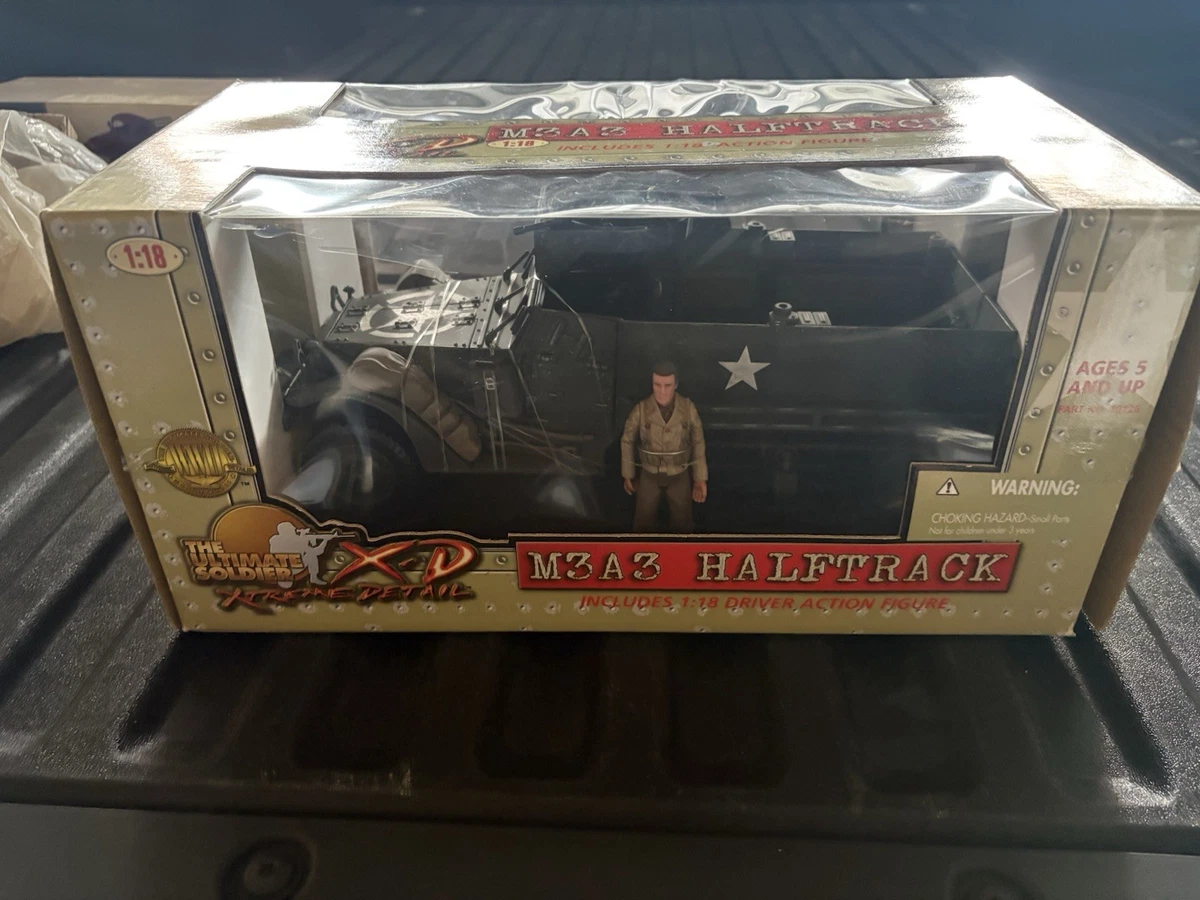 M3A3 HALFTRACK
1:18
INCLUDES 1:18 ACTION FIGURE
1:18
AGES 5
AND UP
WARNING:
CHOKING HAZARD-Small Parts
Not for children under 3 years
THE
ULTIMATE
SOLDIER
X-D
XTREME DETAIL
TM
M3A3 HALFTRACK
INCLUDES 1:18 DRIVER ACTION FIGURE